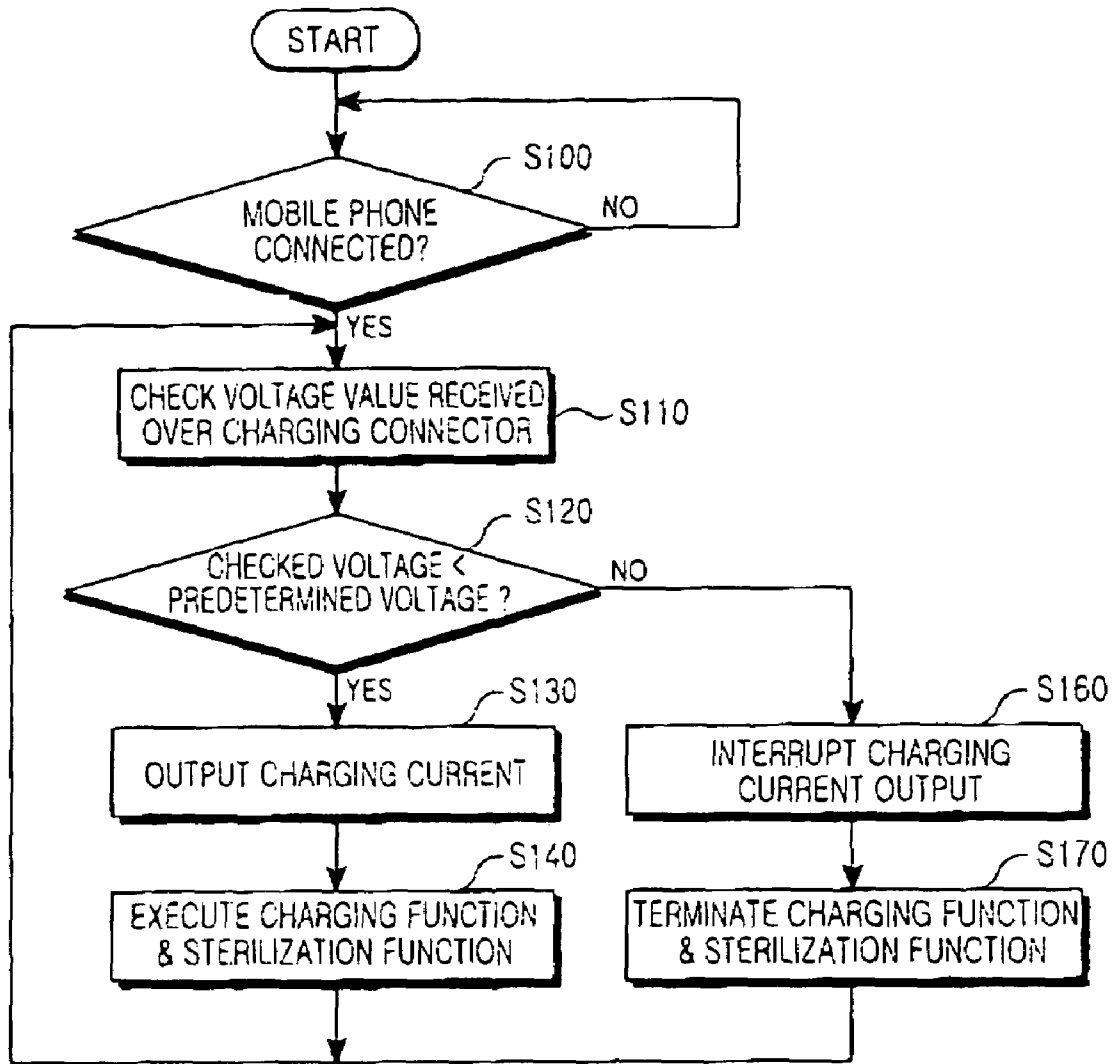 START
S100
MOBILE PHONE
CONNECTED?
NO
YES
CHECK VOLTAGE VALUE RECEIVED
OVER CHARGING CONNECTOR
S110
S120
CHECKED VOLTAGE <
PREDETERMINED VOLTAGE ?
NO
YES
S130
OUTPUT CHARGING CURRENT
S160
INTERRUPT CHARGING
CURRENT OUTPUT
S140
EXECUTE CHARGING FUNCTION
& STERILIZATION FUNCTION
S170
TERMINATE CHARGING FUNCTION
& STERILIZATION FUNCTION